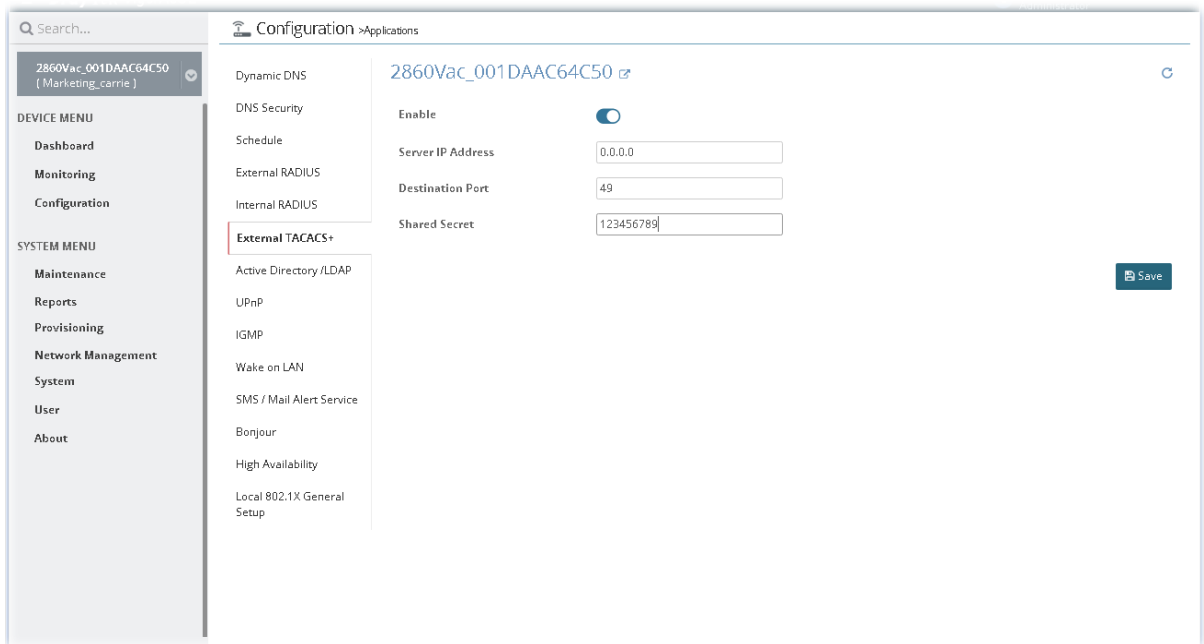 Search...
Configuration >Applications
2860Vac_001DAAC64C50
( Marketing_carrie )
DEVICE MENU
Dashboard
Monitoring
Configuration
SYSTEM MENU
Maintenance
Reports
Provisioning
Network Management
System
User
About
Dynamic DNS
DNS Security
Schedule
External RADIUS
Internal RADIUS
External TACACS+
Active Directory /LDAP
UPnP
IGMP
Wake on LAN
SMS / Mail Alert Service
Bonjour
High Availability
Local 802.1X General
Setup
2860Vac_001DAAC64C50
Enable
Server IP Address
0.0.0.0
Destination Port
49
Shared Secret
123456789
Save